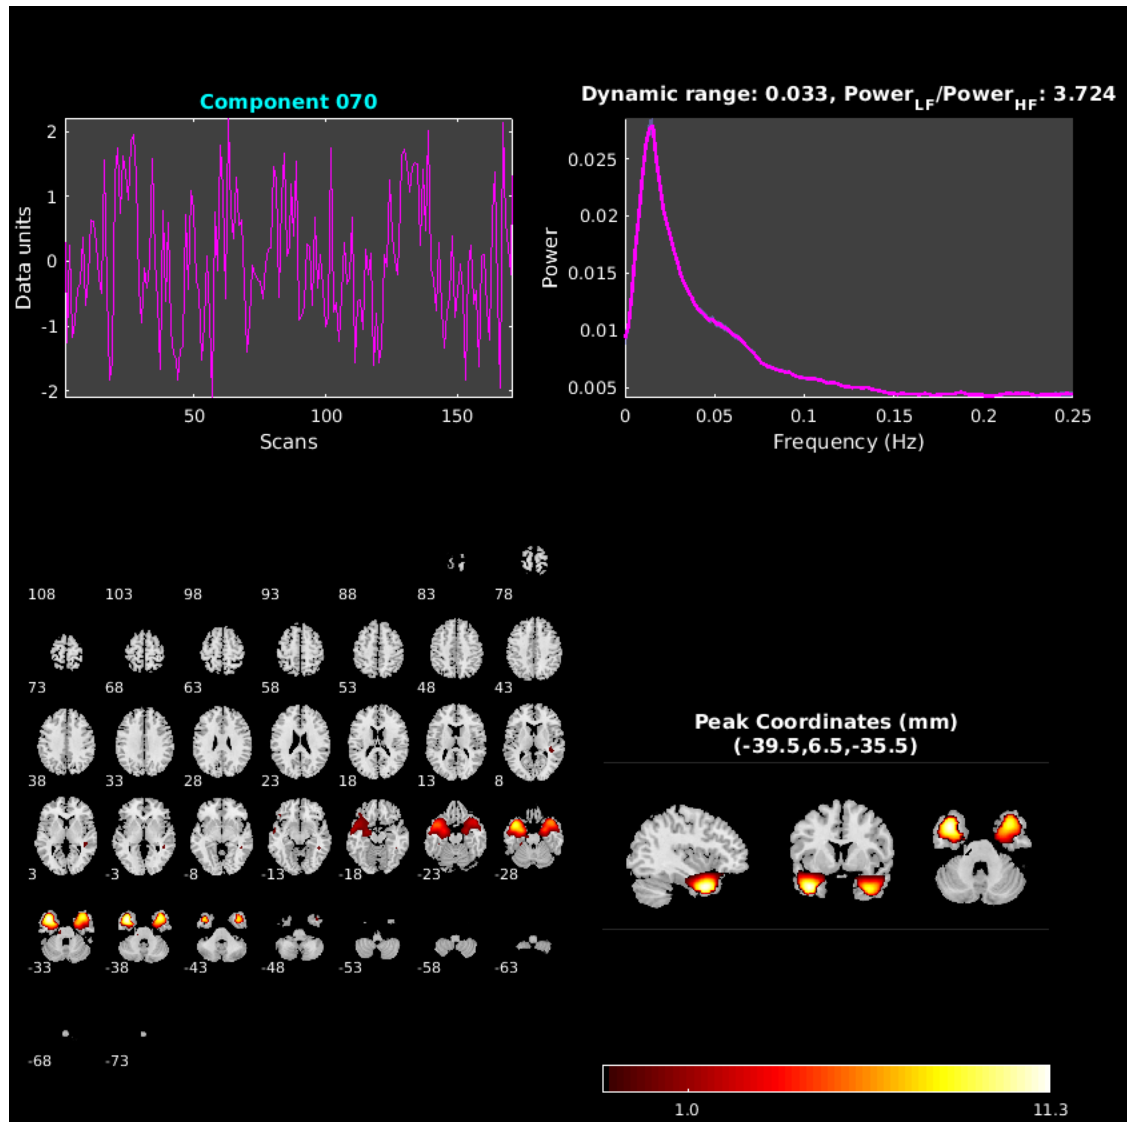 Component 070
2
1
0
-1
-2
Data units
50
100
150
Scans
Dynamic range: 0.033, PowerLF/PowerHF: 3.724
0.025
0.02
0.015
0.01
0.005
Power
0
0.05
0.1
0.15
0.2
0.25
Frequency (Hz)
108 103 98 93 88 83 78
73 68 63 58 53 48 43
38 33 28 23 18 13 8
3 -3 -8 -13 -18 -23 -28
-33 -38 -43 -48 -53 -58 -63
-68 -73
Peak Coordinates (mm)
(-39.5,6.5,-35.5)
1.0 11.3